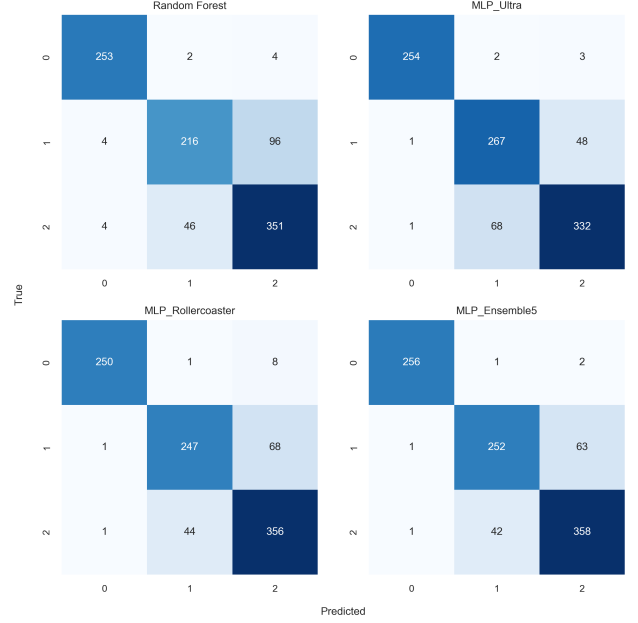 Random Forest
MLP_Ultra
0 253 2 4
0 254 2 3
1 4 216 96
1 1 267 48
2 4 46 351
2 1 68 332
0 1 2
0 1 2
True
MLP_Rollercoaster
MLP_Ensemble5
0 250 1 8
0 256 1 2
1 1 247 68
1 1 252 63
2 1 44 356
2 1 42 358
0 1 2
0 1 2
Predicted